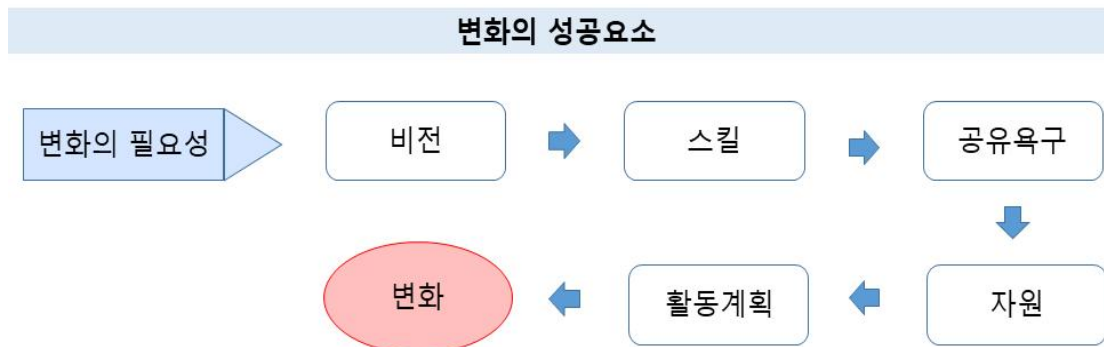 변화의 성공요소
변화의 필요성
비전
스킬
공유욕구
자원
활동계획
변화